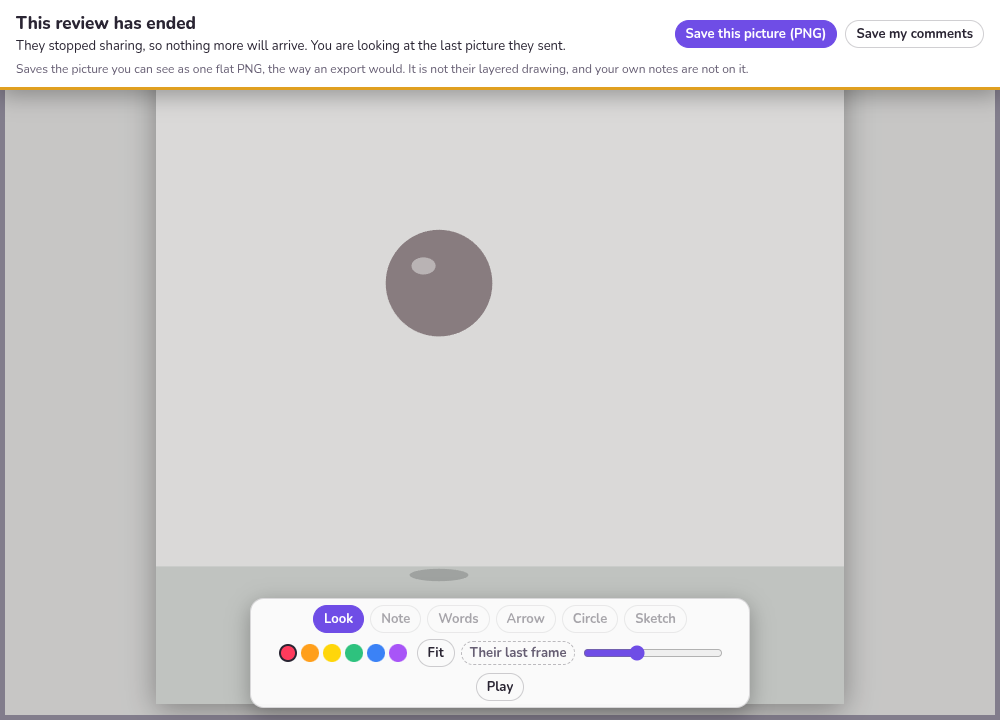 This review has ended
They stopped sharing, so nothing more will arrive. You are looking at the last picture they sent.
Save this picture (PNG)
Save my comments
Saves the picture you can see as one flat PNG, the way an export would. It is not their layered drawing, and your own notes are not on it.
Look
Note
Words
Arrow
Circle
Sketch
Fit
Their last frame
Play